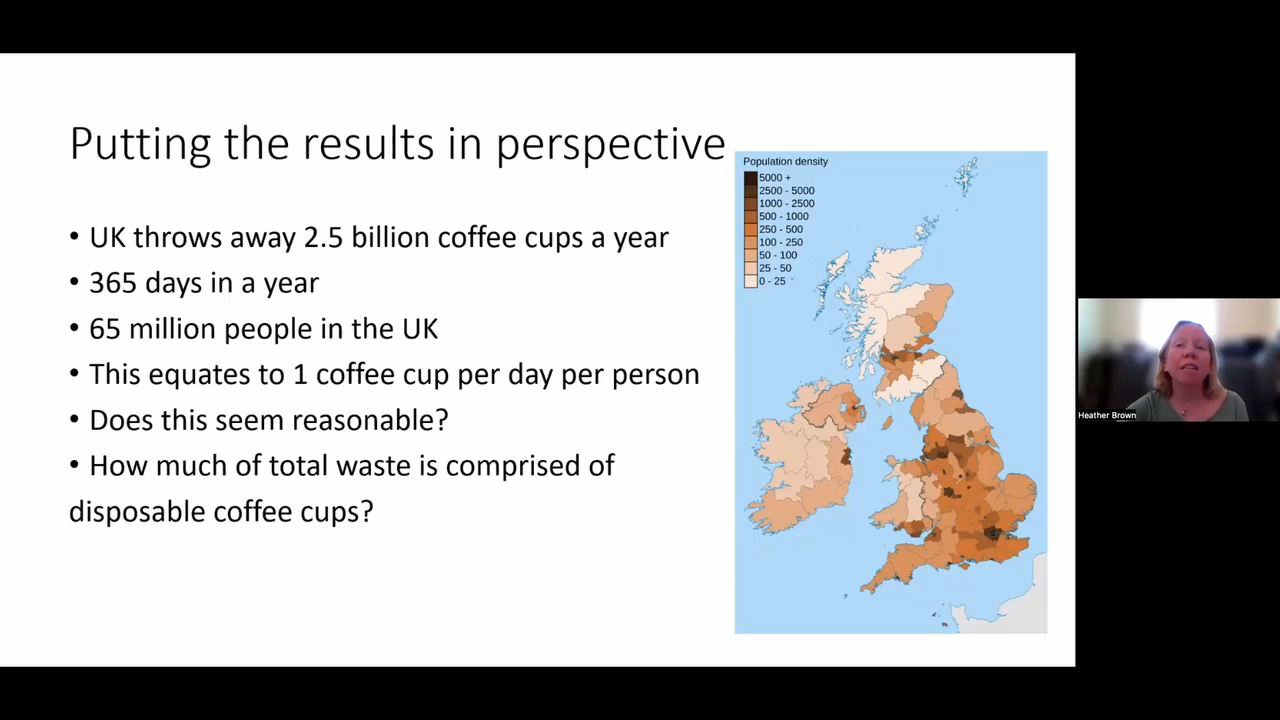 Putting the results in perspective
• UK throws away 2.5 billion coffee cups a year
• 365 days in a year
• 65 million people in the UK
• This equates to 1 coffee cup per day per person
• Does this seem reasonable?
• How much of total waste is comprised of
disposable coffee cups?
Population density
5000 +
2500 - 5000
1000 - 2500
500 - 1000
250 - 500
100 - 250
50 - 100
25 - 50
0 - 25
Heather Brown